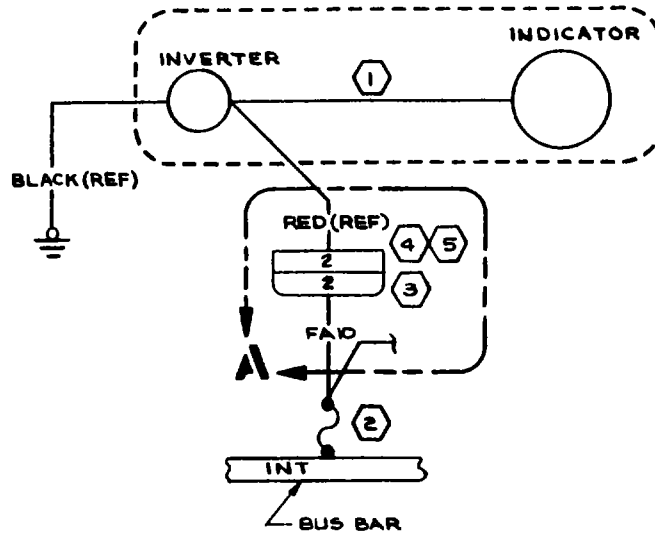 INDICATOR
INVERTER
1
BLACK (REF)
RED (REF)
4 5
2
2
3
FA10
A
2
INT
BUS BAR